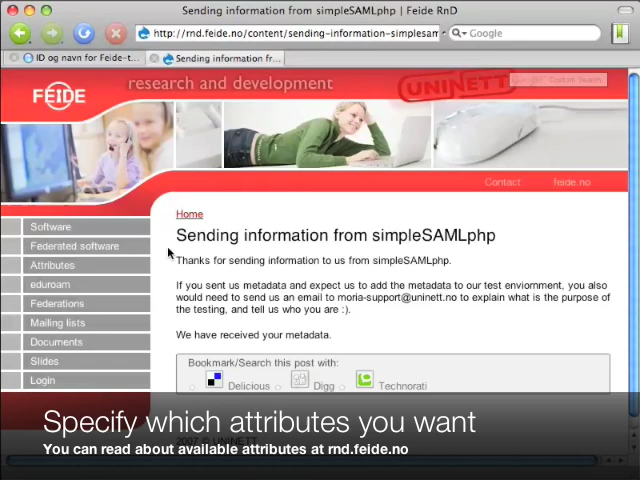 Sending information from simpleSAMLphp | Feide RnD
http://rnd.feide.no/content/sending-information-simplesam
Google
ID og navn for Feide-t...
Sending information fr...
FEIDE
research and development
UNINETT
Custom Search
Contact
feide.no
Software
Federated software
Attributes
eduroam
Federations
Mailing lists
Documents
Slides
Login
Home
Sending information from simpleSAMLphp
Thanks for sending information to us from simpleSAMLphp.
If you sent us metadata and expect us to add the metadata to our test enviornment, you also
would need to send us an email to moria-support@uninett.no to explain what is the purpose of
the testing, and tell us who you are :).
We have received your metadata.
Bookmark/Search this post with:
Delicious
Digg
Technorati
Specify which attributes you want
2007 © UNINETT
You can read about available attributes at rnd.feide.no